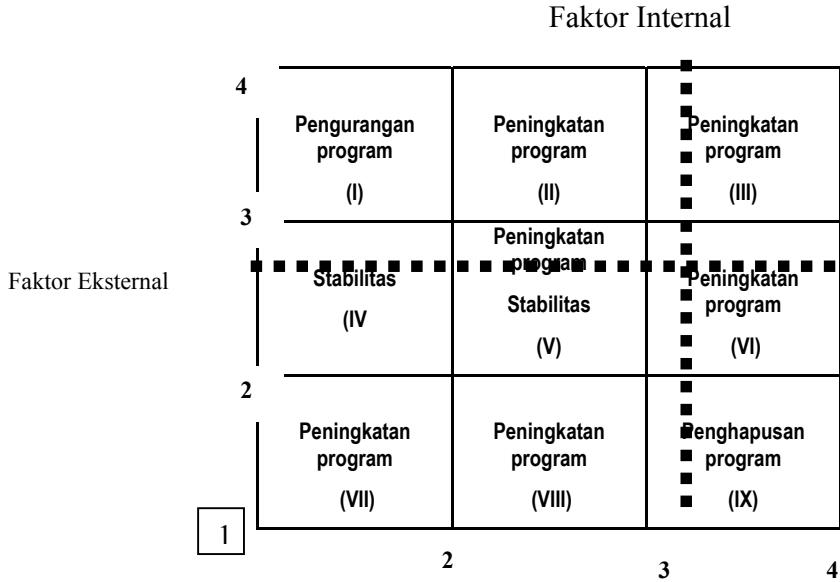 Faktor Internal
4
Pengurangan
program
(I)
Peningkatan
program
(II)
Peningkatan
program
(III)
3
Faktor Eksternal
Stabilitas
(IV
Peningkatan
program
Stabilitas
(V)
Peningkatan
program
(VI)
2
Peningkatan
program
(VII)
Peningkatan
program
(VIII)
Penghapusan
program
(IX)
1
2
3
4